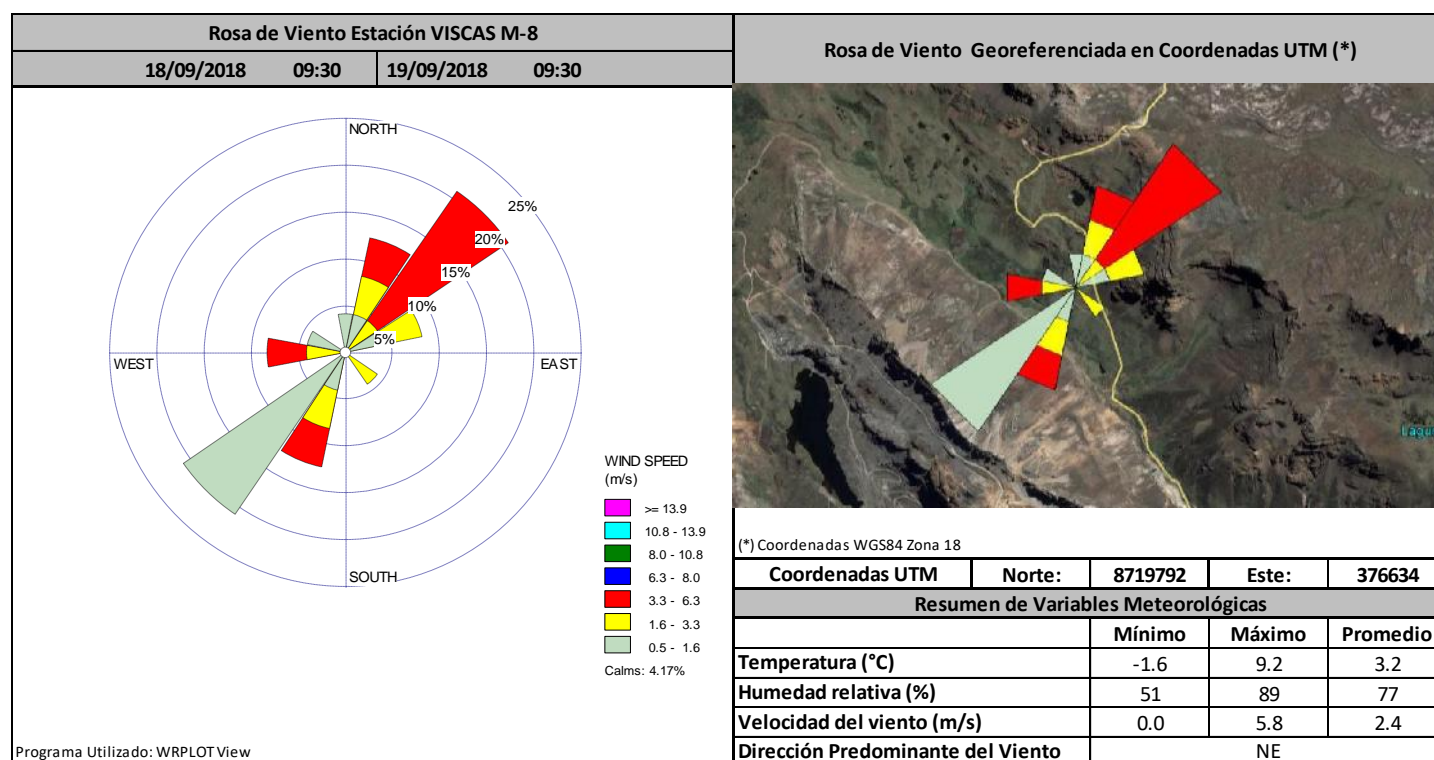 Rosa de Viento Estación VISCAS M-8
18/09/2018 09:30 19/09/2018 09:30
NORTH
25%
20%
15%
10%
5%
WEST
EAST
SOUTH
WIND SPEED
(m/s)
>= 13.9
10.8 - 13.9
8.0 - 10.8
6.3 - 8.0
3.3 - 6.3
1.6 - 3.3
0.5 - 1.6
Calms: 4.17%
Programa Utilizado: WRPLOT View
Rosa de Viento Georeferenciada en Coordenadas UTM (*)
(*) Coordenadas WGS84 Zona 18
Coordenadas UTM Norte: 8719792 Este: 376634
Resumen de Variables Meteorológicas
Mínimo Máximo Promedio
Temperatura (°C) -1.6 9.2 3.2
Humedad relativa (%) 51 89 77
Velocidad del viento (m/s) 0.0 5.8 2.4
Dirección Predominante del Viento NE